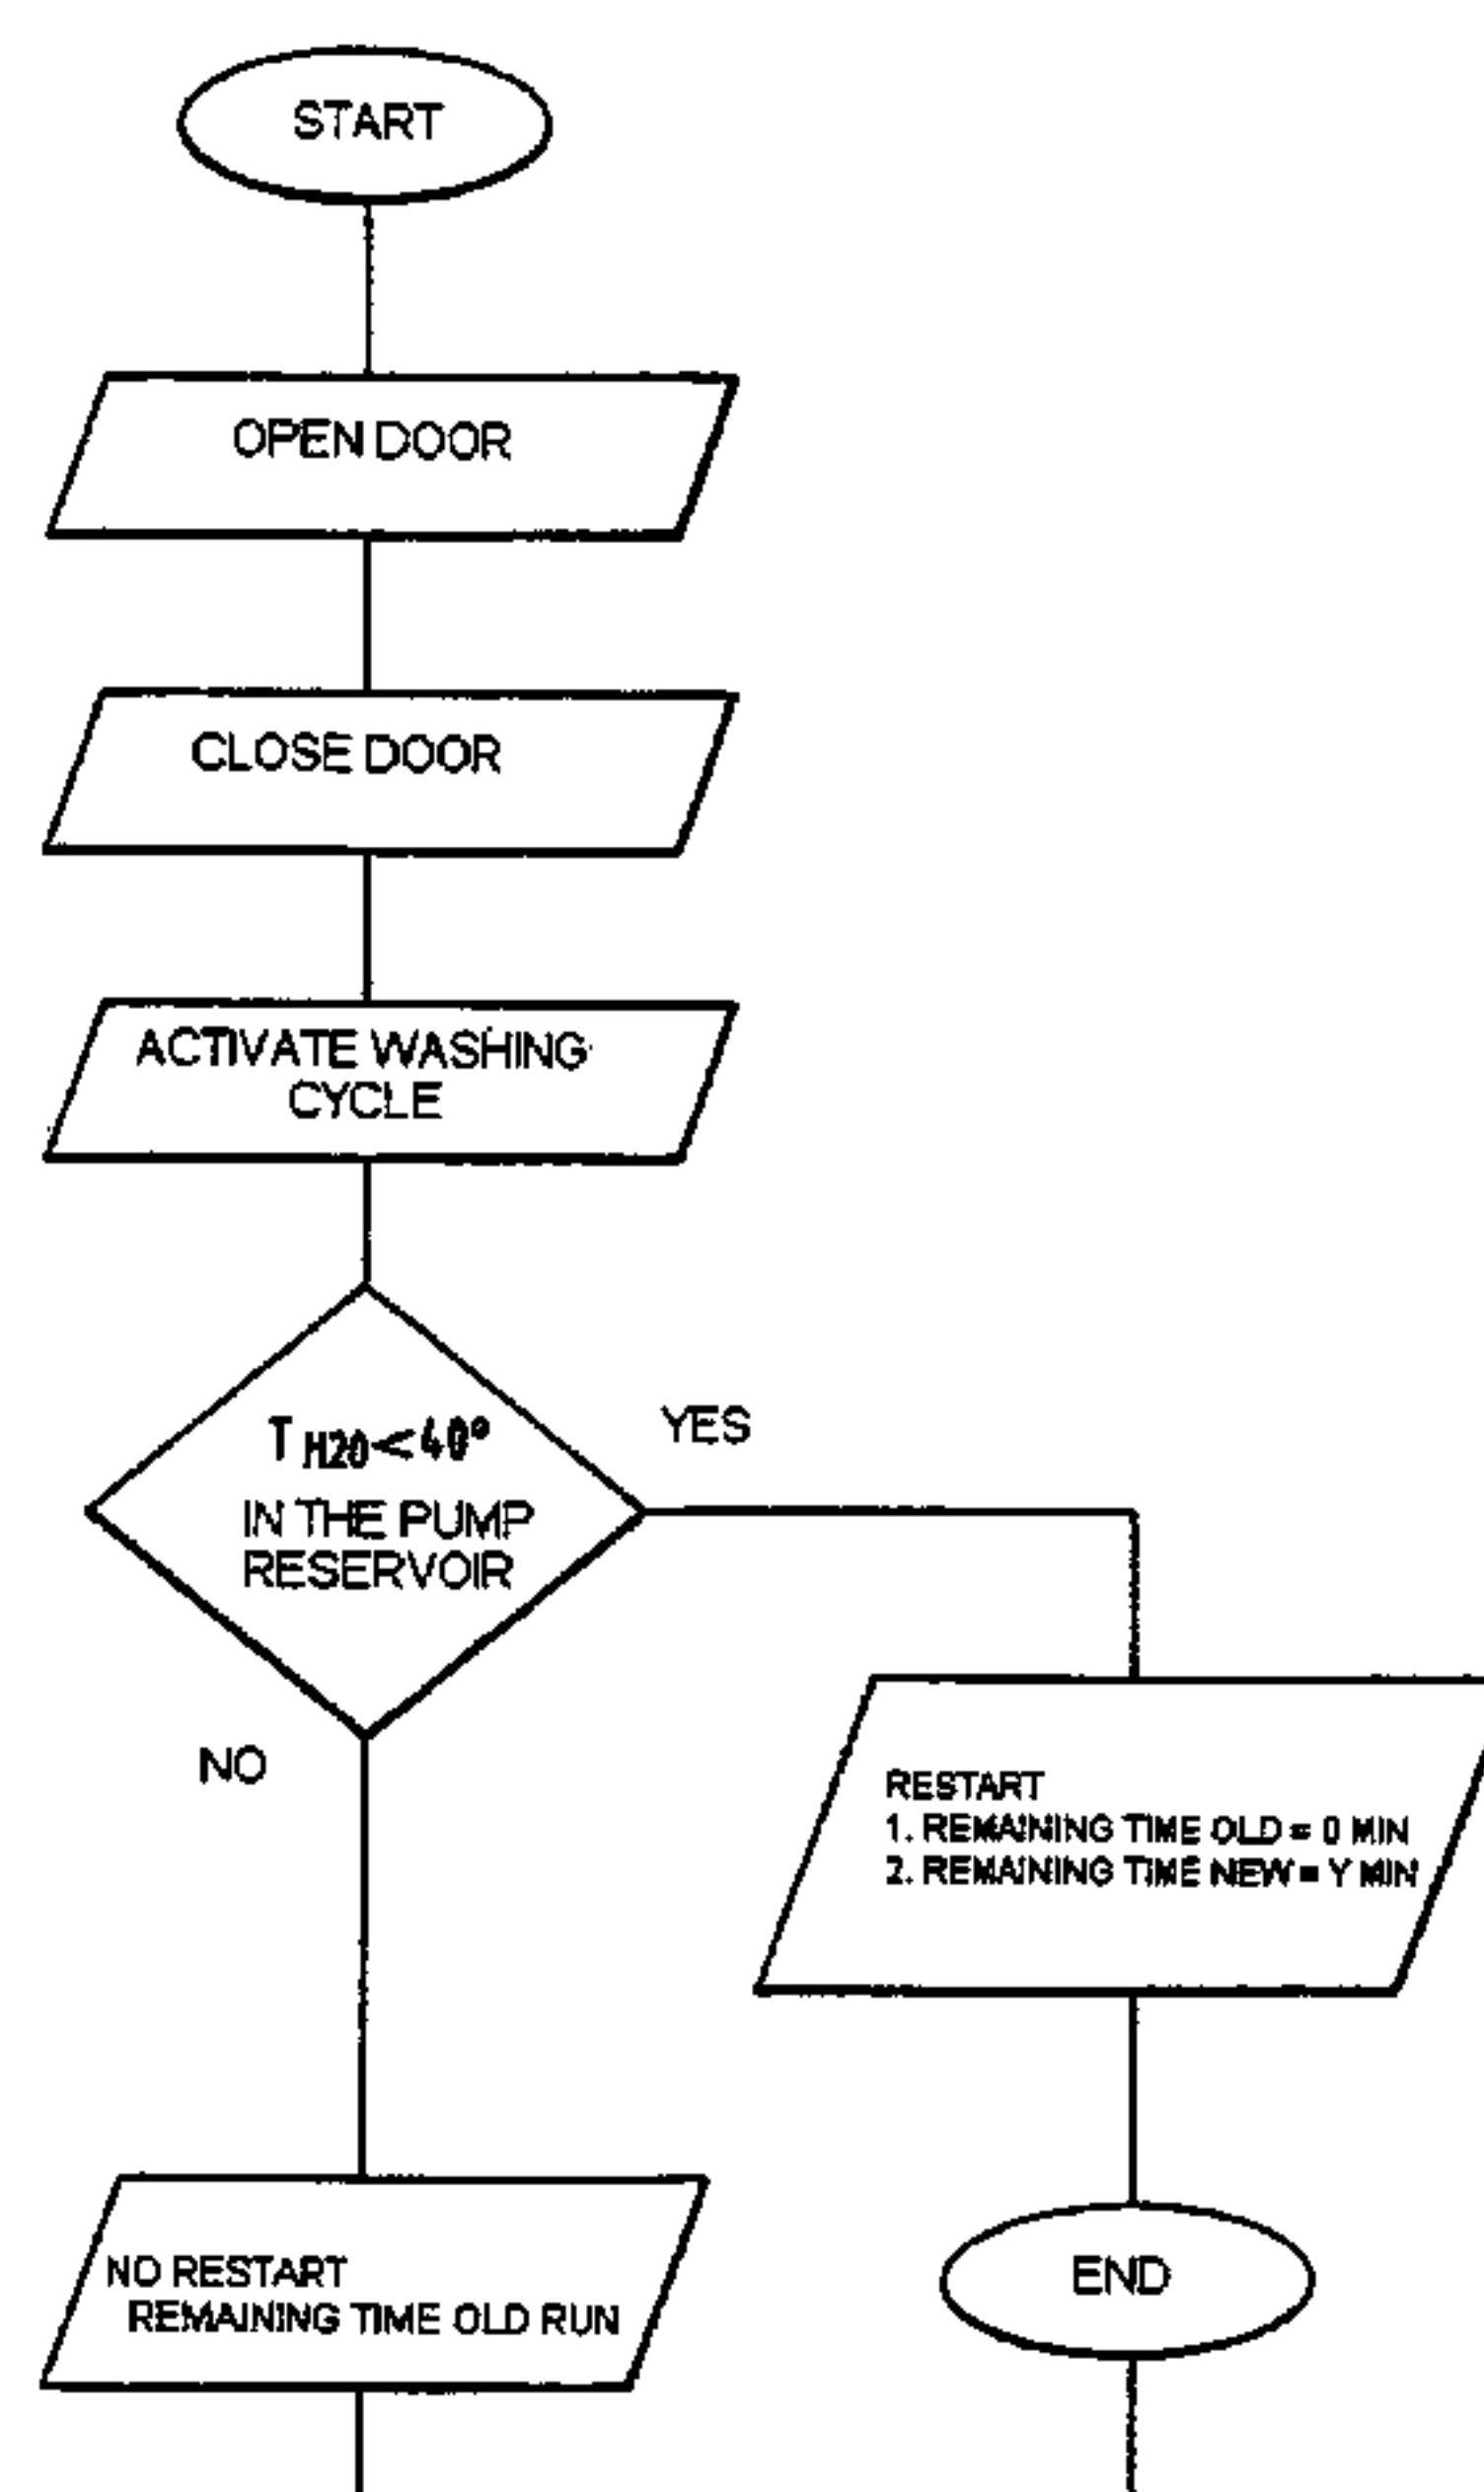 START
OPEN DOOR
CLOSE DOOR
ACTIVATE WASHING
CYCLE
T H20<40°
IN THE PUMP
RESERVOIR
YES
NO
RESTART
1. REMAINING TIME OLD = 0 MIN
2. REMAINING TIME NEW = Y MIN
NO RESTART
REMAINING TIME OLD RUN
END